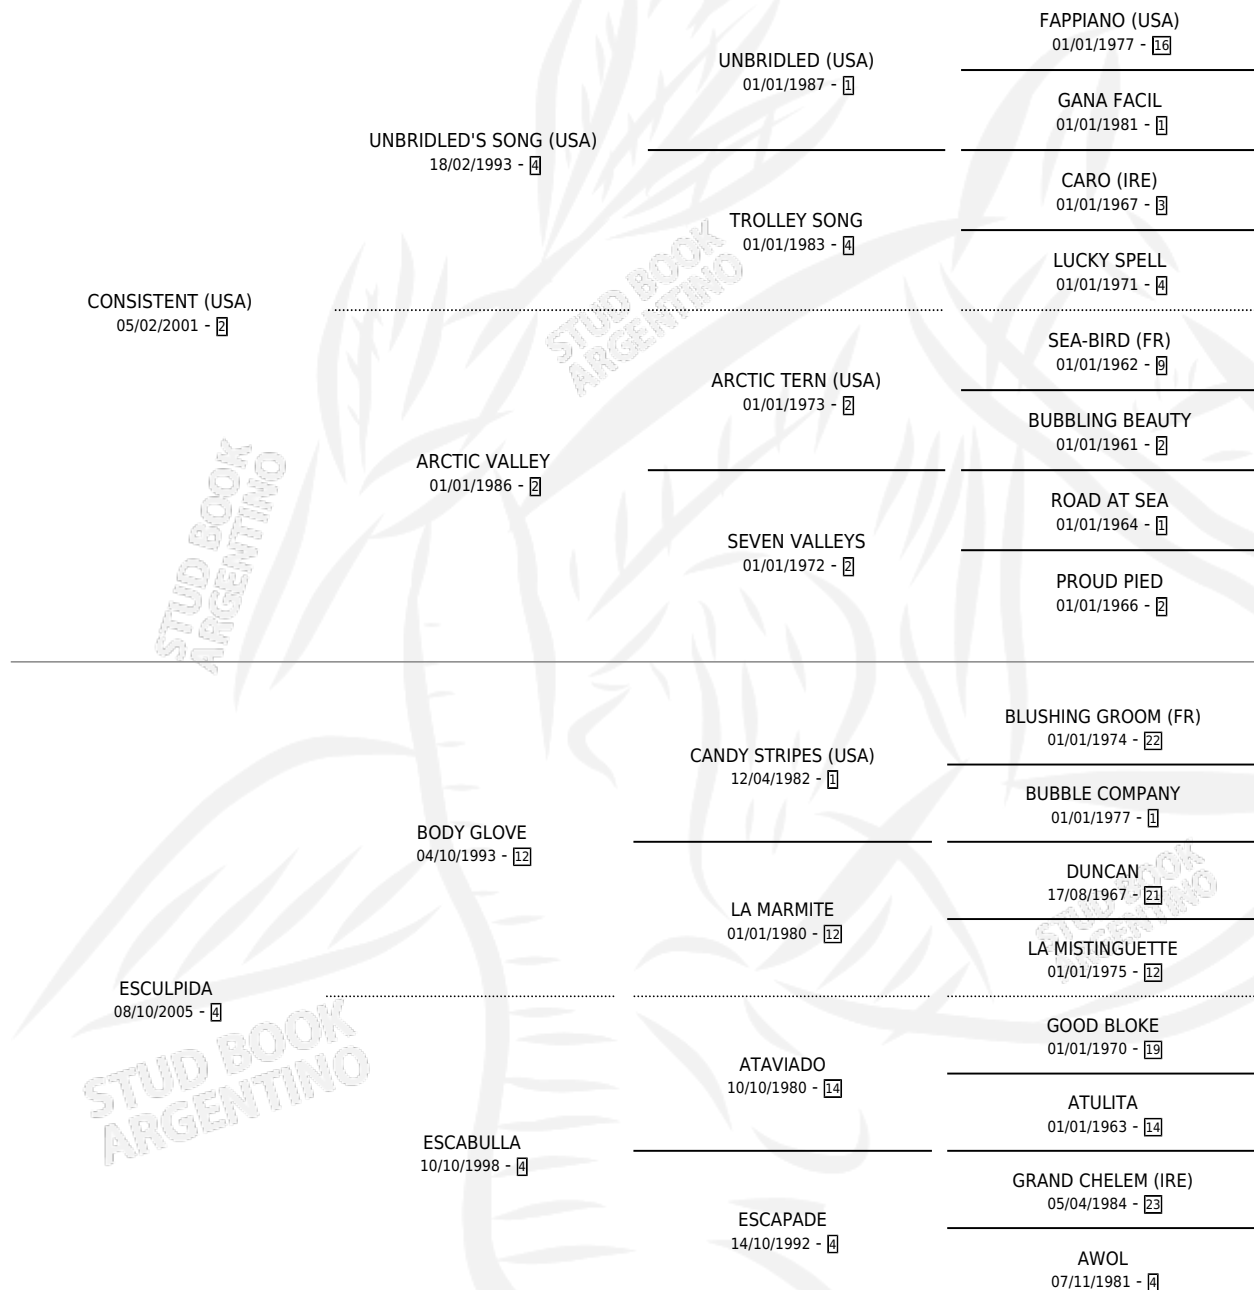 FAPPIANO (USA)
01/01/1977 - 16
UNBRIDLED (USA)
01/01/1987 - 1
GANA FACIL
01/01/1981 - 1
UNBRIDLED'S SONG (USA)
18/02/1993 - 4
CARO (IRE)
01/01/1967 - 3
TROLLEY SONG
01/01/1983 - 4
LUCKY SPELL
01/01/1971 - 4
CONSISTENT (USA)
05/02/2001 - 2
STUD BOOK
ARGENTINO
SEA-BIRD (FR)
01/01/1962 - 9
ARCTIC TERN (USA)
01/01/1973 - 2
BUBBLING BEAUTY
01/01/1961 - 2
ARCTIC VALLEY
01/01/1986 - 2
ROAD AT SEA
01/01/1964 - 1
SEVEN VALLEYS
01/01/1972 - 2
PROUD PIED
01/01/1966 - 2
STUD BOOK
ARGENTINO
BLUSHING GROOM (FR)
01/01/1974 - 22
CANDY STRIPES (USA)
12/04/1982 - 1
BUBBLE COMPANY
01/01/1977 - 1
BODY GLOVE
04/10/1993 - 12
DUNCAN
17/08/1967 - 21
LA MARMITE
01/01/1980 - 12
LA MISTINGUETTE
01/01/1975 - 12
STUD BOOK
ARGENTINO
ESCULPIDA
08/10/2005 - 4
GOOD BLOKE
01/01/1970 - 19
ATAVIADO
10/10/1980 - 14
ATULITA
01/01/1963 - 14
STUD BOOK
ARGENTINO
ESCABULLA
10/10/1998 - 4
GRAND CHELEM (IRE)
05/04/1984 - 23
ESCAPADE
14/10/1992 - 4
AWOL
07/11/1981 - 4